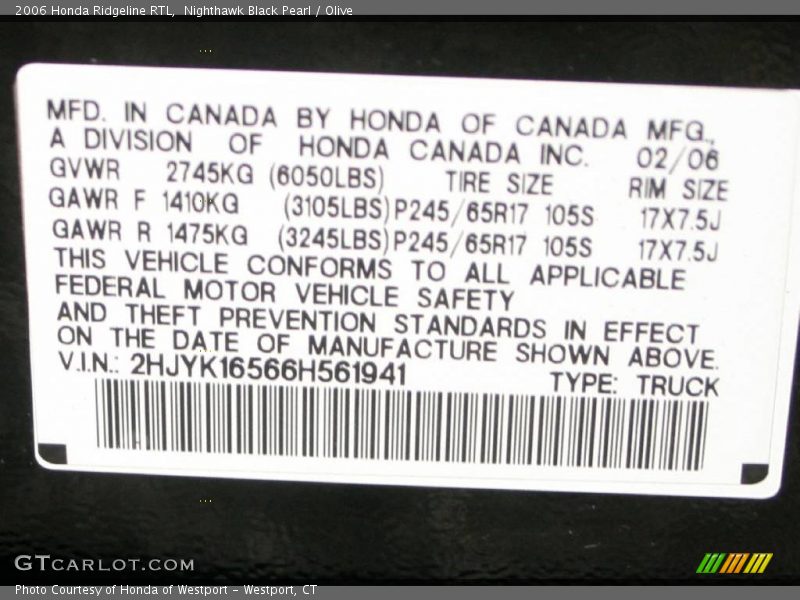 2006 Honda Ridgeline RTL, Nighthawk Black Pearl / Olive
MFD. IN CANADA BY HONDA OF CANADA MFG.,
A DIVISION OF HONDA CANADA INC. 02/06
GVWR 2745KG (6050LBS) TIRE SIZE RIM SIZE
GAWR F 1410KG (3105LBS) P245/65R17 105S 17X7.5J
GAWR R 1475KG (3245LBS) P245/65R17 105S 17X7.5J
THIS VEHICLE CONFORMS TO ALL APPLICABLE
FEDERAL MOTOR VEHICLE SAFETY
AND THEFT PREVENTION STANDARDS IN EFFECT
ON THE DATE OF MANUFACTURE SHOWN ABOVE.
V.I.N.: 2HJYK16566H561941 TYPE: TRUCK
GTCARLOT.COM
Photo Courtesy of Honda of Westport - Westport, CT